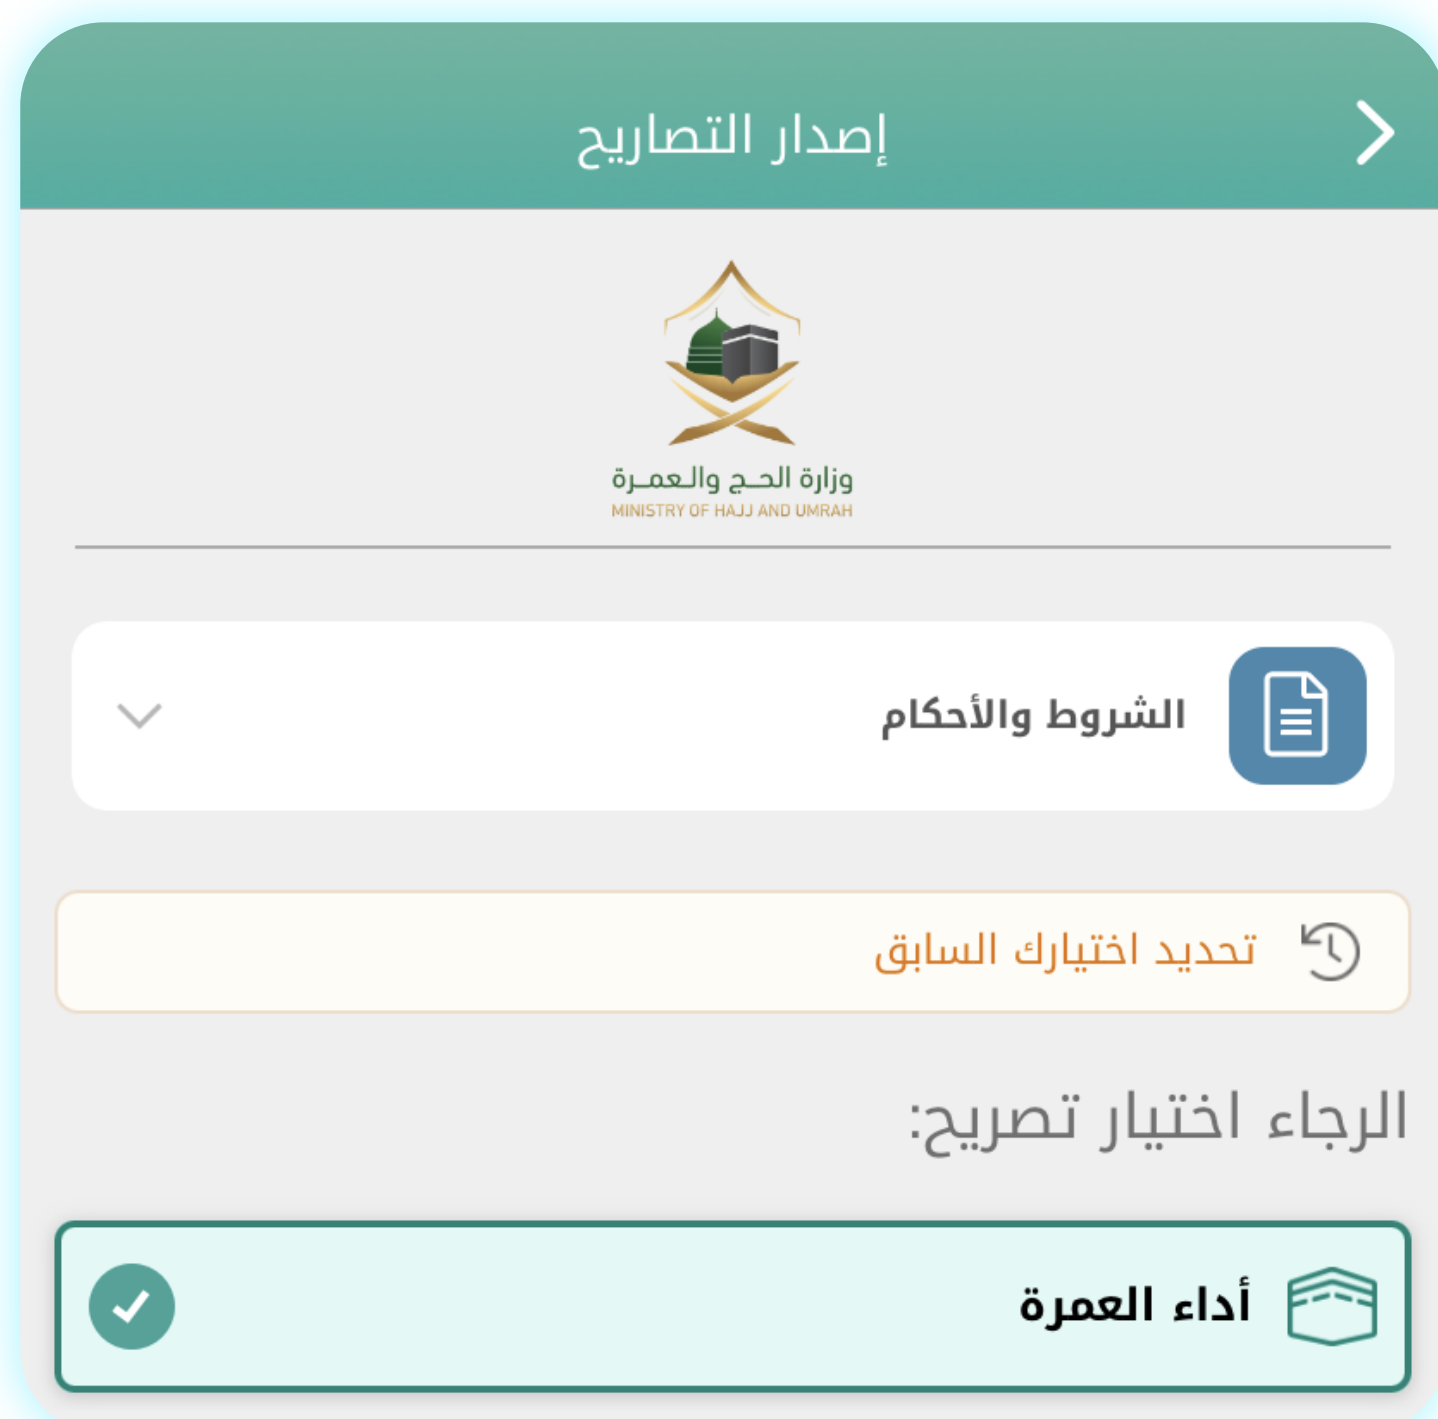 إصدار التصاريح
وزارة الحج والعمرة
MINISTRY OF HAJJ AND UMRAH
الشروط والأحكام
تحديد اختيارك السابق
الرجاء اختيار تصريح:
أداء العمرة